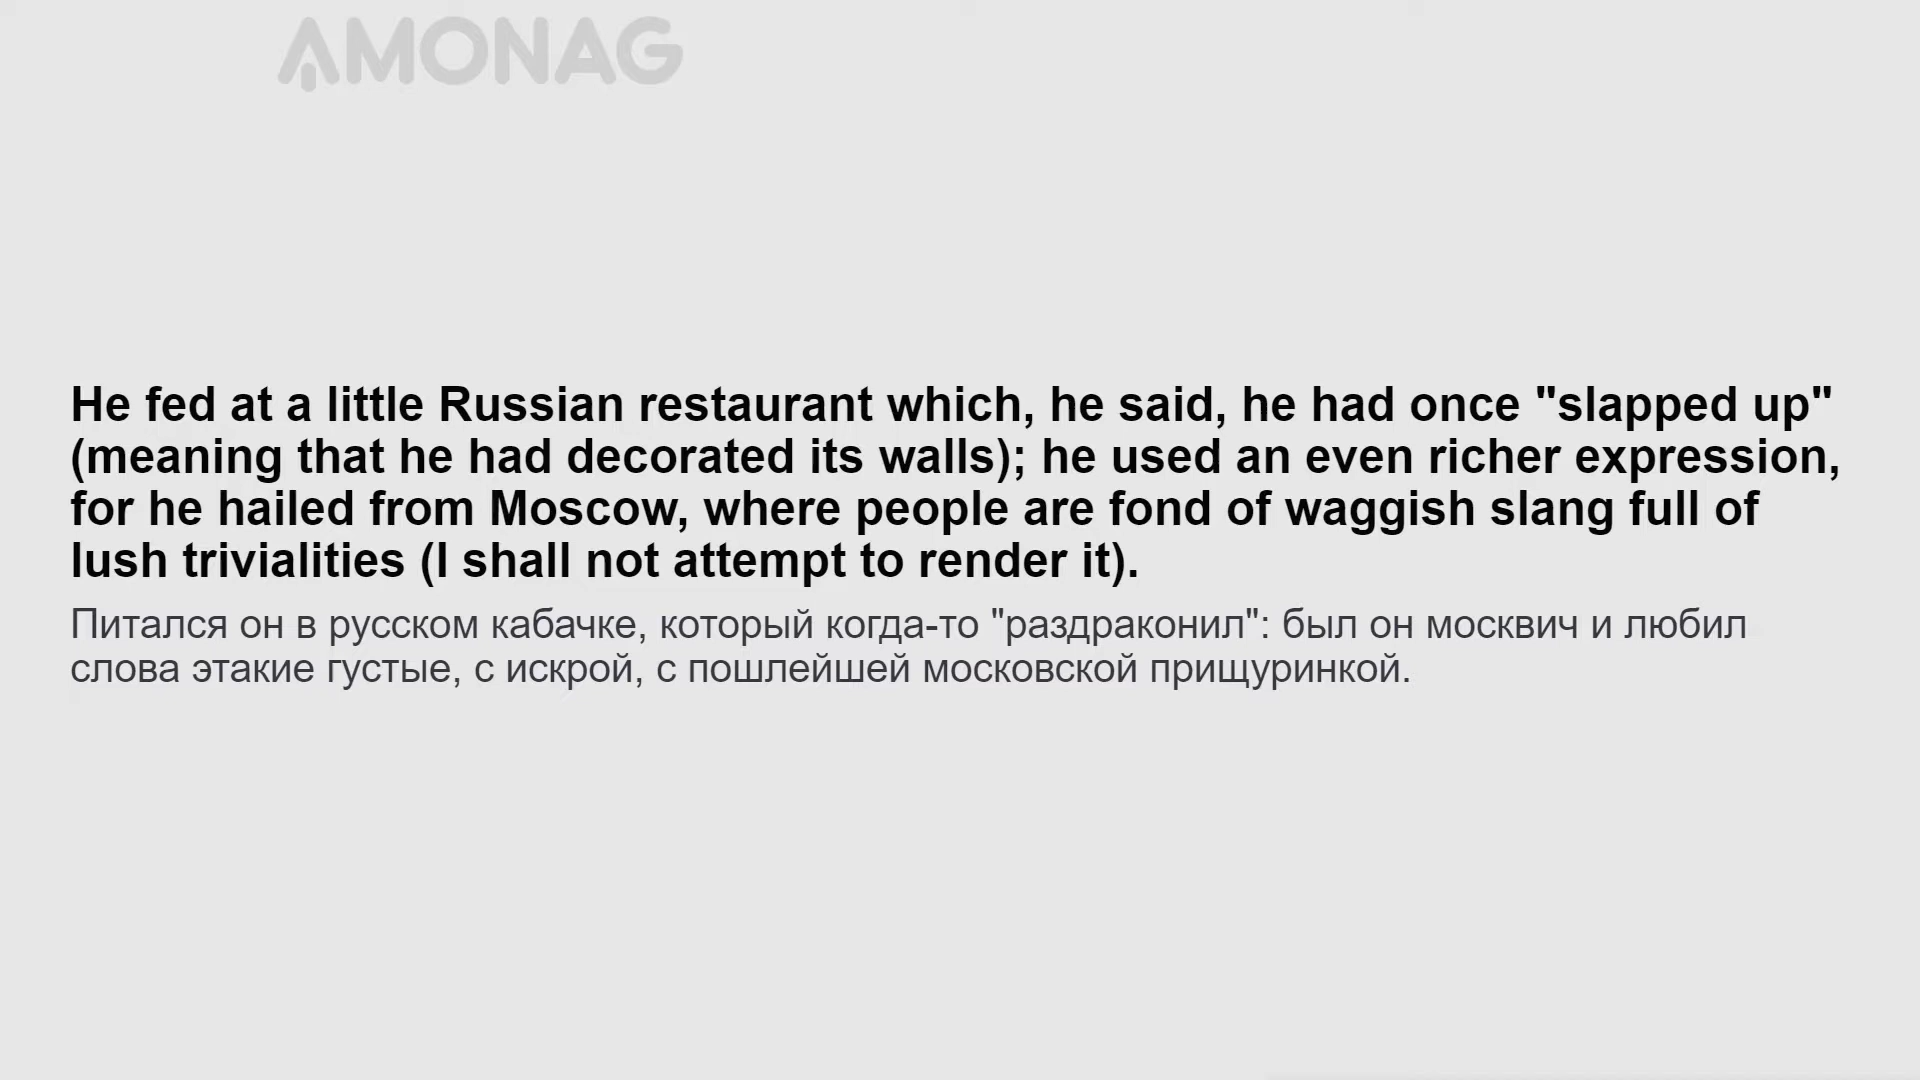 AMONAG
He fed at a little Russian restaurant which, he said, he had once "slapped up"
(meaning that he had decorated its walls); he used an even richer expression,
for he hailed from Moscow, where people are fond of waggish slang full of
lush trivialities (I shall not attempt to render it).
Питался он в русском кабачке, который когда-то "раздраконил": был он москвич и любил
слова этакие густые, с искрой, с пошлейшей московской прищуринкой.